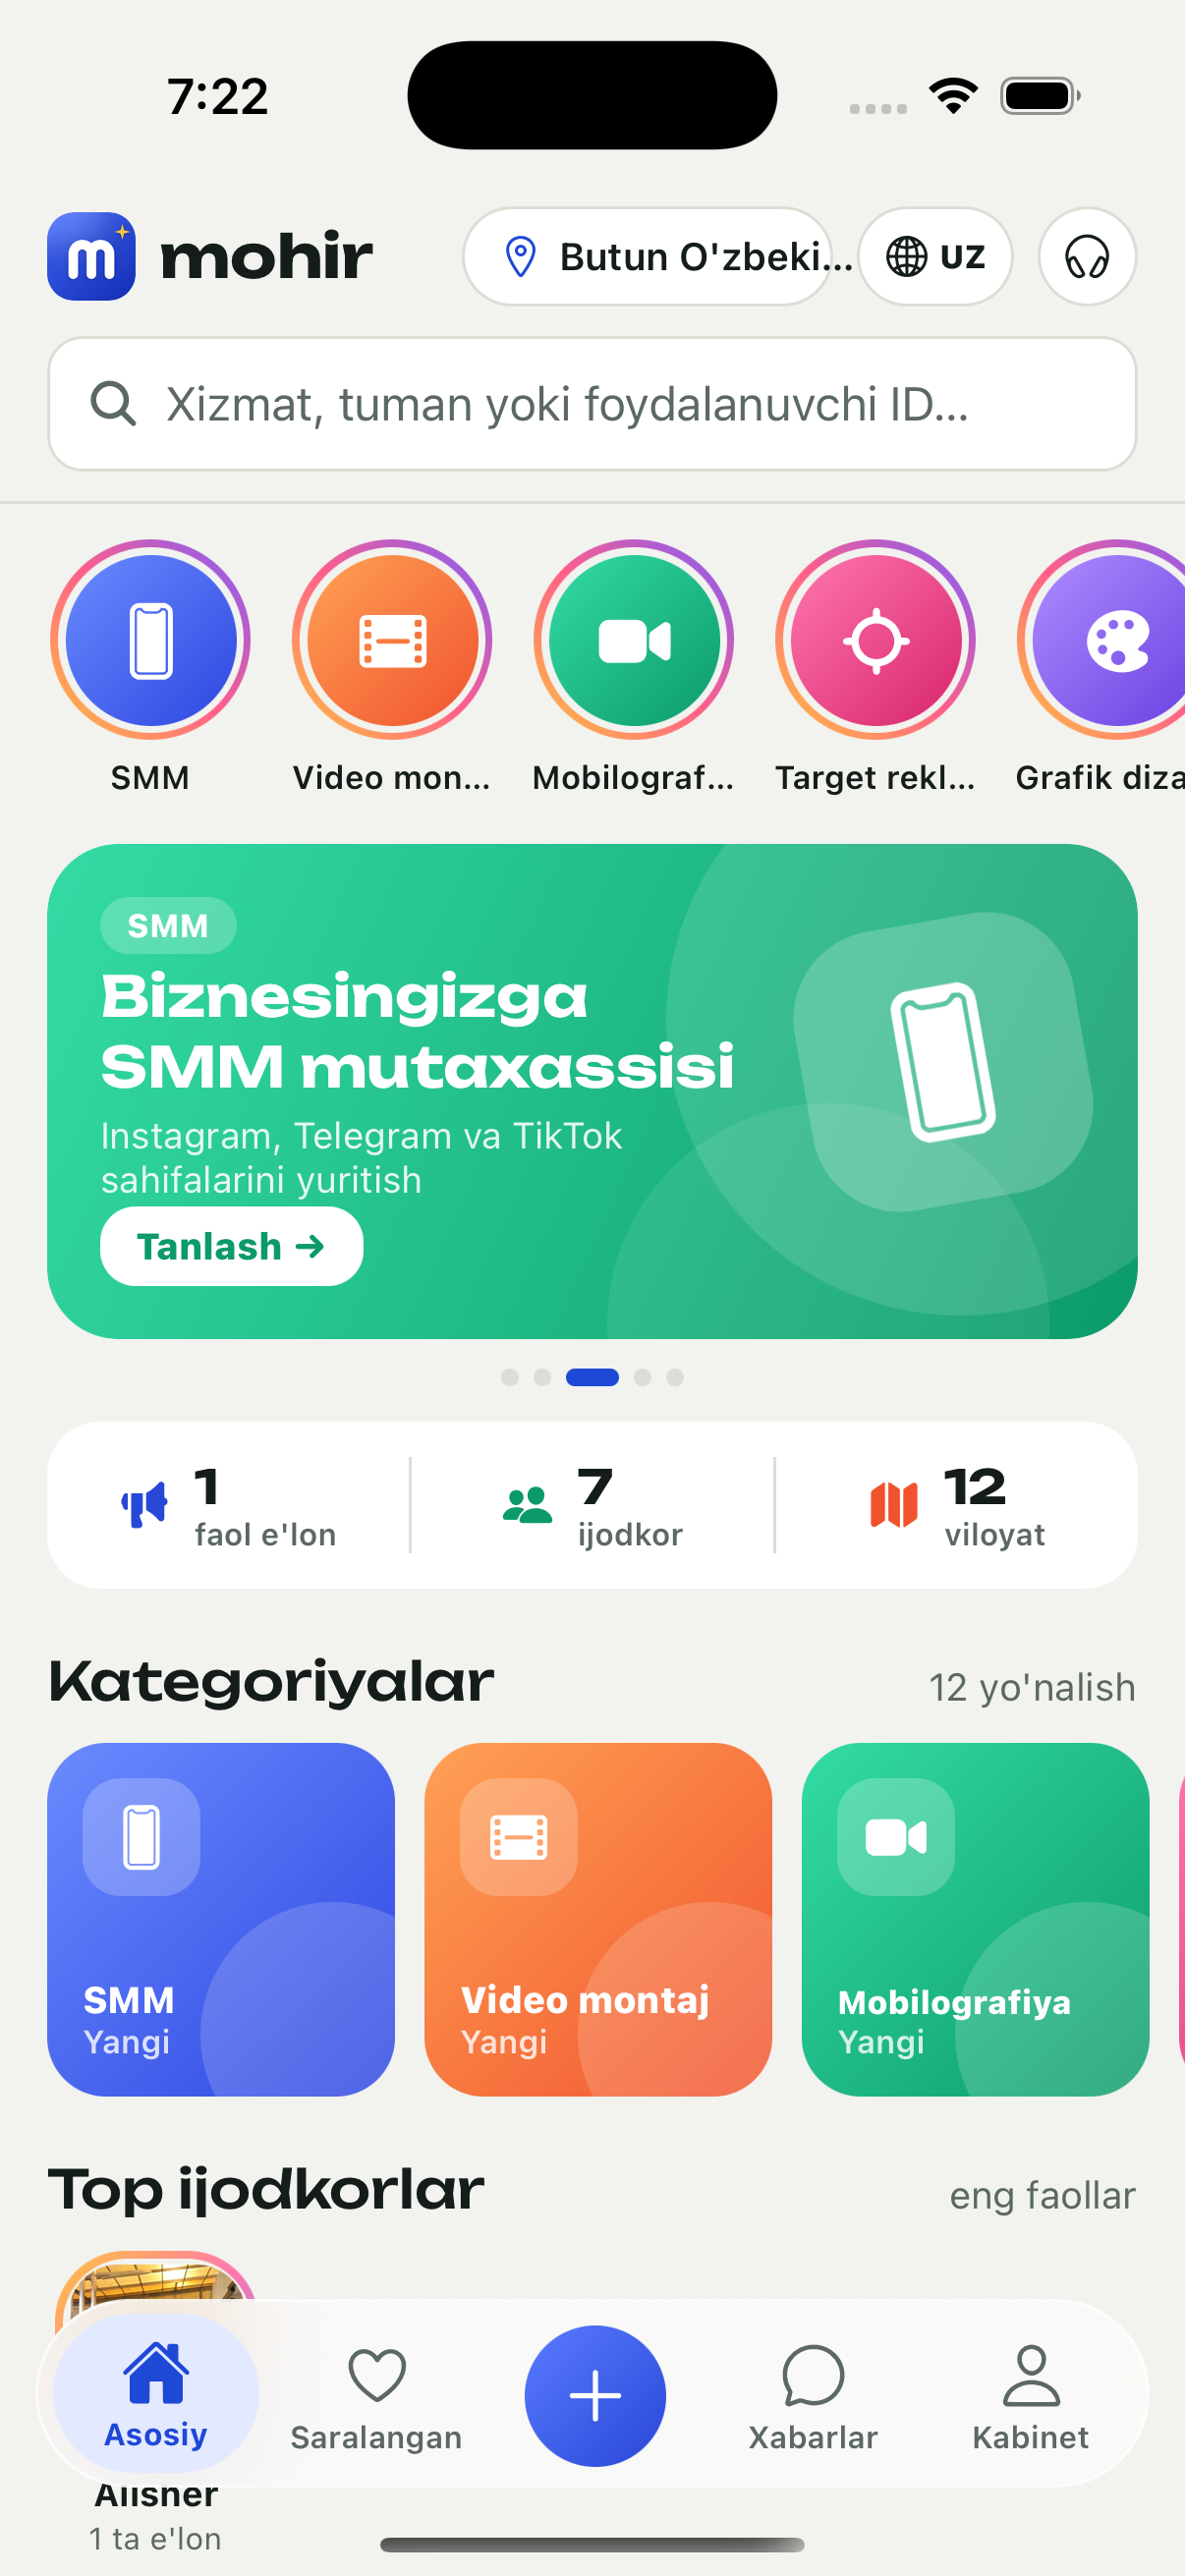 7:22
mohir
Butun O'zbeki...
UZ
Xizmat, tuman yoki foydalanuvchi ID...
SMM
Video mon...
Mobilograf...
Target rekl...
Grafik diza
SMM
Biznesingizga
SMM mutaxassisi
Instagram, Telegram va TikTok
sahifalarini yuritish
Tanlash →
1
faol e'lon
7
ijodkor
12
viloyat
Kategoriyalar
12 yo'nalish
SMM
Yangi
Video montaj
Yangi
Mobilografiya
Yangi
Top ijodkorlar
eng faollar
Asosiy
Saralangan
Xabarlar
Kabinet
Alisher
1 ta e'lon